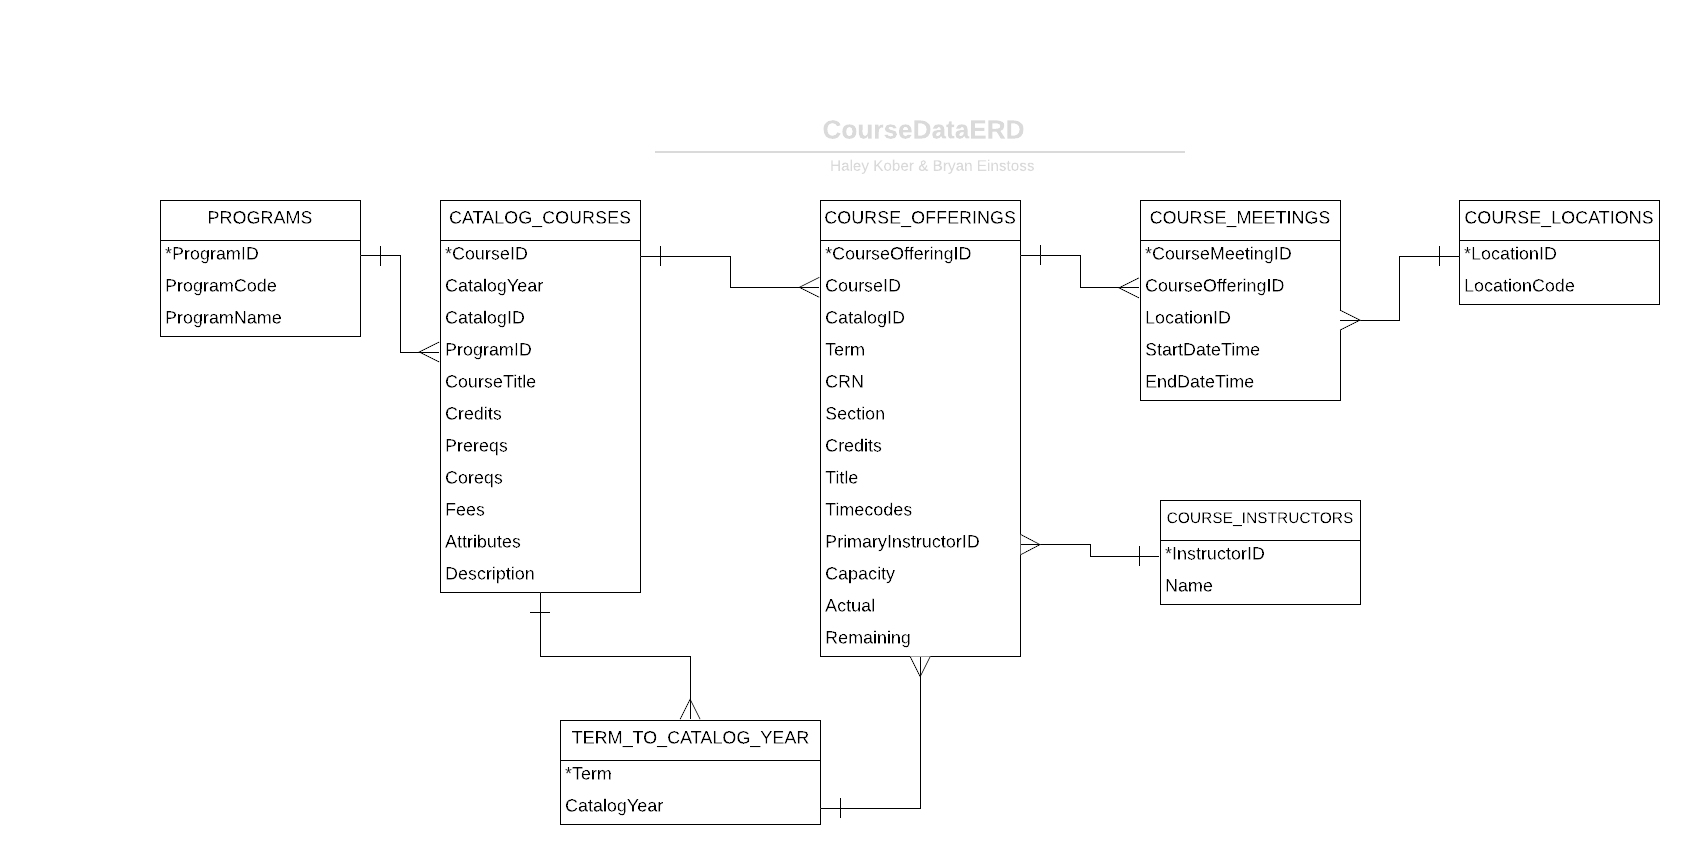 CourseDataERD
Haley Kober & Bryan Einstoss
PROGRAMS
*ProgramID
ProgramCode
ProgramName
CATALOG_COURSES
*CourseID
CatalogYear
CatalogID
ProgramID
CourseTitle
Credits
Prereqs
Coreqs
Fees
Attributes
Description
COURSE_OFFERINGS
*CourseOfferingID
CourseID
CatalogID
Term
CRN
Section
Credits
Title
Timecodes
PrimaryInstructorID
Capacity
Actual
Remaining
COURSE_MEETINGS
*CourseMeetingID
CourseOfferingID
LocationID
StartDateTime
EndDateTime
COURSE_LOCATIONS
*LocationID
LocationCode
COURSE_INSTRUCTORS
*InstructorID
Name
TERM_TO_CATALOG_YEAR
*Term
CatalogYear